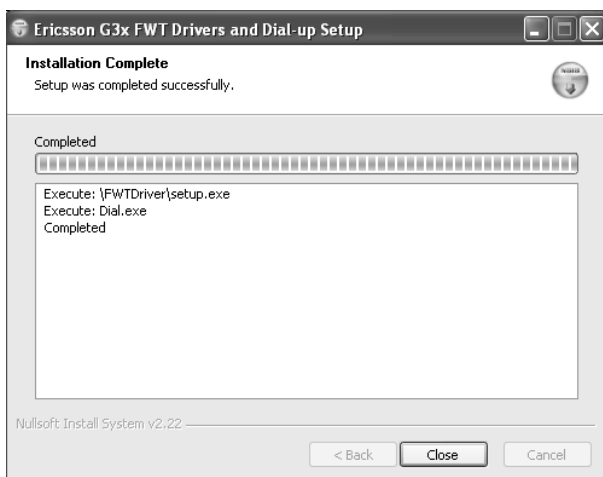 Ericsson G3x FWT Drivers and Dial-up Setup
Installation Complete
Setup was completed successfully.
Completed
Execute: \FWTDriver\setup.exe
Execute: Dial.exe
Completed
Nullsoft Install System v2.22
< Back
Close
Cancel